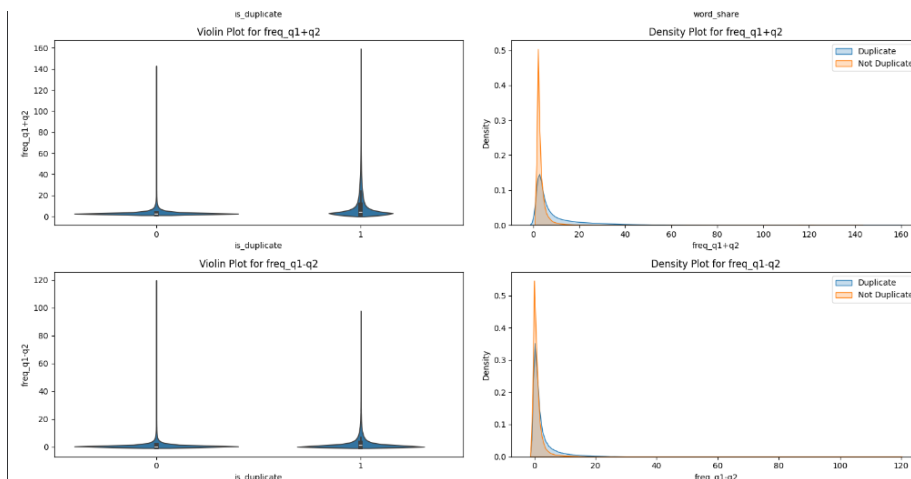 is_duplicate
word_share
Violin Plot for freq_q1+q2
Density Plot for freq_q1+q2
160
140
120
100
80
60
40
20
0
freq_q1+q2
0
1
is_duplicate
0.5
0.4
0.3
0.2
0.1
0.0
Density
Duplicate
Not Duplicate
0
20
40
60
80
100
120
140
160
freq_q1+q2
Violin Plot for freq_q1-q2
Density Plot for freq_q1-q2
120
100
80
60
40
20
0
freq_q1-q2
0
1
is_duplicate
0.5
0.4
0.3
0.2
0.1
0.0
Density
Duplicate
Not Duplicate
0
20
40
60
80
100
120
freq_q1-q2